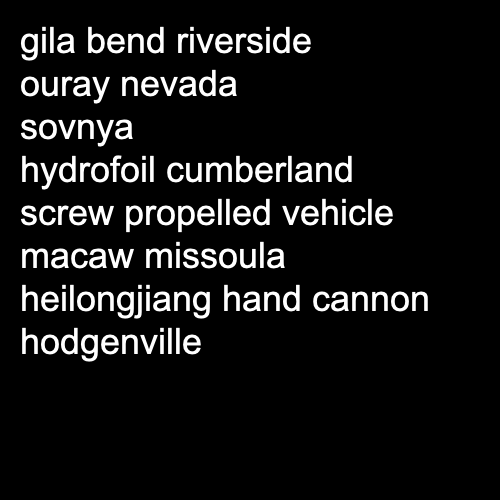 gila bend riverside
ouray nevada
sovnya
hydrofoil cumberland
screw propelled vehicle
macaw missoula
heilongjiang hand cannon
hodgenville